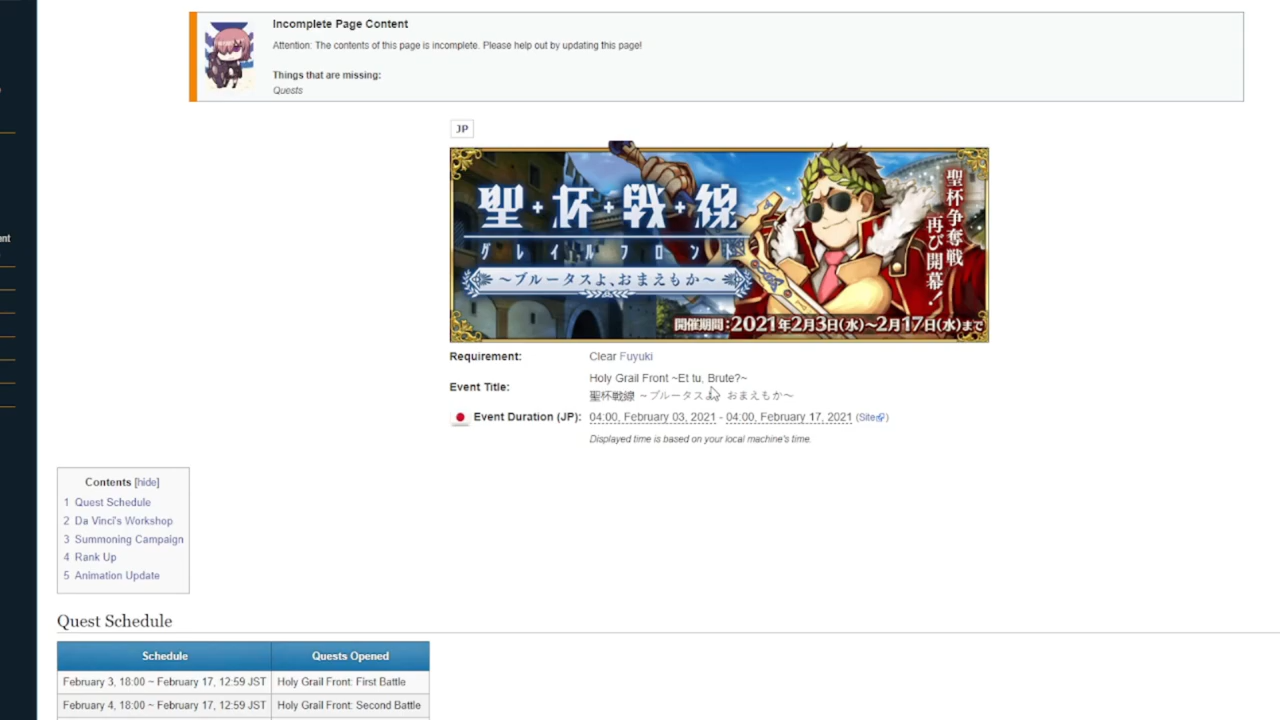 Incomplete Page Content
Attention: The contents of this page is incomplete. Please help out by updating this page!
Things that are missing:
Quests
JP
聖+杯+戦+線
グレイルフロント
～ブルータスよ、おまえもか～
聖杯争奪戦
再び開幕！
開催期間：2021年2月3日(水)～2月17日(水)まで
Requirement: Clear Fuyuki
Event Title: Holy Grail Front ~Et tu, Brute?~
聖杯戦線 ～ブルータスよ おまえもか～
Event Duration (JP): 04:00, February 03, 2021 - 04:00, February 17, 2021 (Site)
Displayed time is based on your local machine's time.
Contents [hide]
1 Quest Schedule
2 Da Vinci's Workshop
3 Summoning Campaign
4 Rank Up
5 Animation Update
Quest Schedule
Schedule Quests Opened
February 3, 18:00 ~ February 17, 12:59 JST Holy Grail Front: First Battle
February 4, 18:00 ~ February 17, 12:59 JST Holy Grail Front: Second Battle